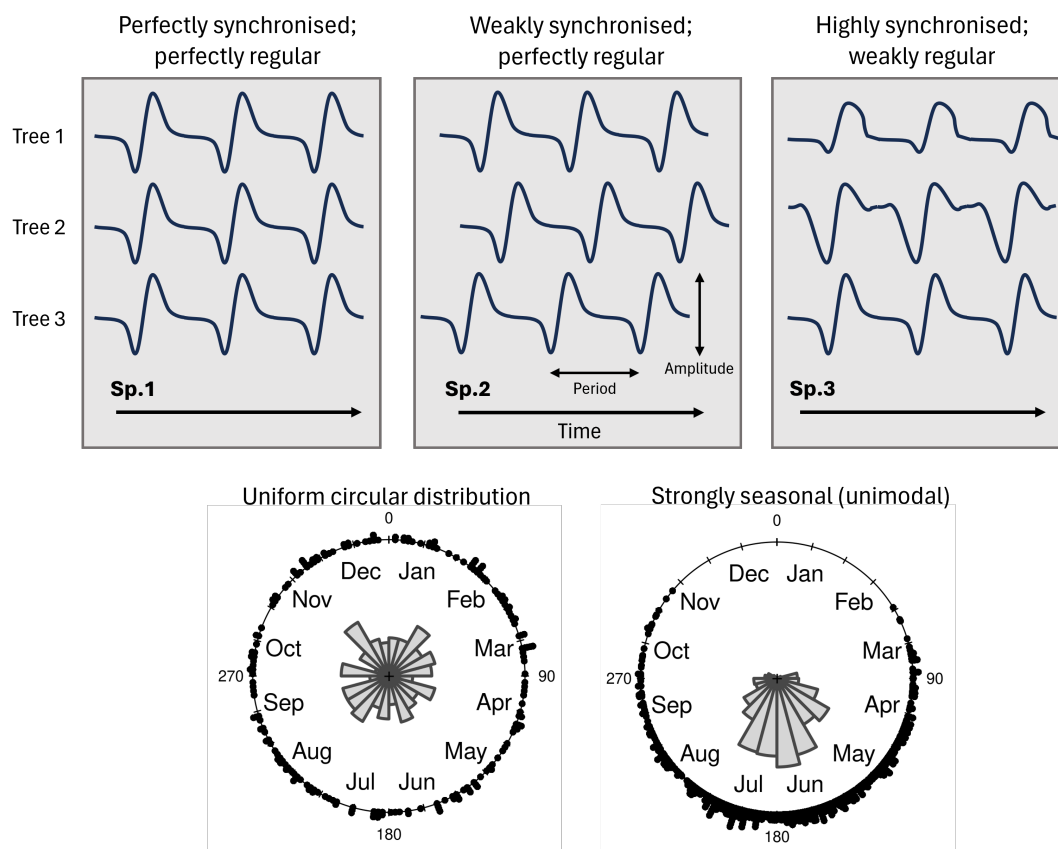 Perfectly synchronised;
perfectly regular
Weakly synchronised;
perfectly regular
Highly synchronised;
weakly regular
Tree 1
Tree 2
Tree 3
Amplitude
Period
Sp.1
Sp.2
Sp.3
Time
Uniform circular distribution
0
Dec Jan
Nov Feb
Oct Mar
270 90
Sep Apr
Aug May
Jul Jun
180
Strongly seasonal (unimodal)
0
Dec Jan
Nov Feb
Oct Mar
270 90
Sep Apr
Aug May
Jul Jun
180